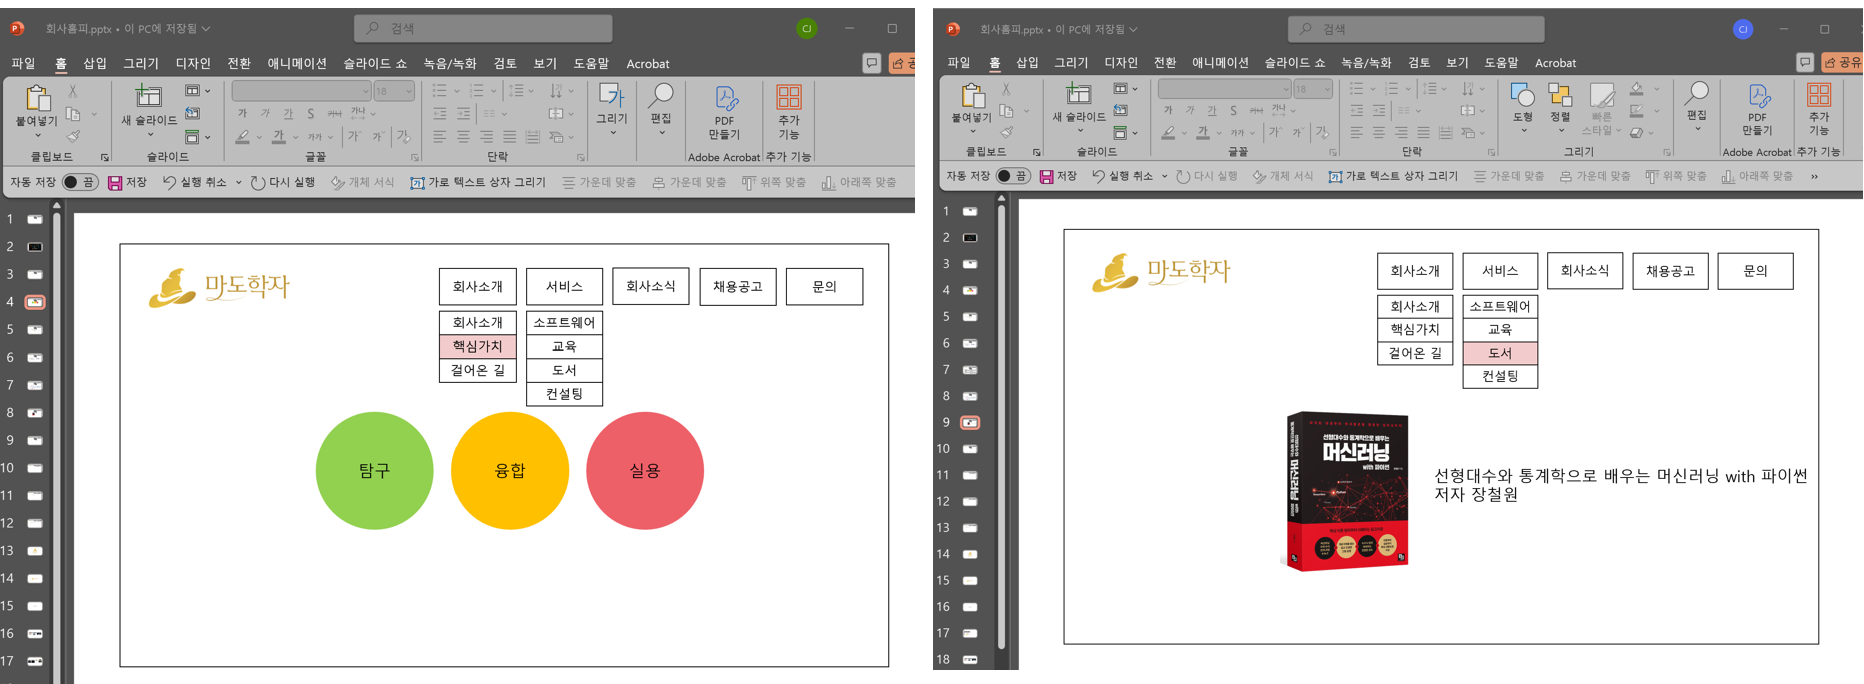 회사홈피.pptx • 이 PC에 저장됨
검색
CJ
파일 홈 삽입 그리기 디자인 전환 애니메이션 슬라이드 쇼 녹음/녹화 검토 보기 도움말 Acrobat
붙여넣기
새 슬라이드
18
가 가 가 S 가나 가나
가 가가 가 가
그리기
편집
PDF 만들기
추가 기능
클립보드 슬라이드 글꼴 단락 Adobe Acrobat 추가 기능
자동 저장 끔 저장 실행 취소 다시 실행 개체 서식 가로 텍스트 상자 그리기 가운데 맞춤 가운데 맞춤 위쪽 맞춤 아래쪽 맞춤
1
2
3
4
5
6
7
8
9
10
11
12
13
14
15
16
17
마도학자
회사소개 서비스 회사소식 채용공고 문의
회사소개 소프트웨어
핵심가치 교육
걸어온 길 도서
컨설팅
탐구 융합 실용
회사홈피.pptx • 이 PC에 저장됨
검색
CJ
파일 홈 삽입 그리기 디자인 전환 애니메이션 슬라이드 쇼 녹음/녹화 검토 보기 도움말 Acrobat
공유
붙여넣기
새 슬라이드
18
가 가 가 S 가나 가나
가 가가 가 가
도형
정렬
빠른 스타일
편집
PDF 만들기
추가 기능
클립보드 슬라이드 글꼴 단락 그리기 Adobe Acrobat 추가 기능
자동 저장 끔 저장 실행 취소 다시 실행 개체 서식 가로 텍스트 상자 그리기 가운데 맞춤 가운데 맞춤 위쪽 맞춤 아래쪽 맞춤
1
2
3
4
5
6
7
8
9
10
11
12
13
14
15
16
17
18
마도학자
회사소개 서비스 회사소식 채용공고 문의
회사소개 소프트웨어
핵심가치 교육
걸어온 길 도서
컨설팅
선형대수와 통계학으로 배우는
머신러닝
with 파이썬
선형대수와 통계학으로 배우는 머신러닝 with 파이썬
저자 장철원